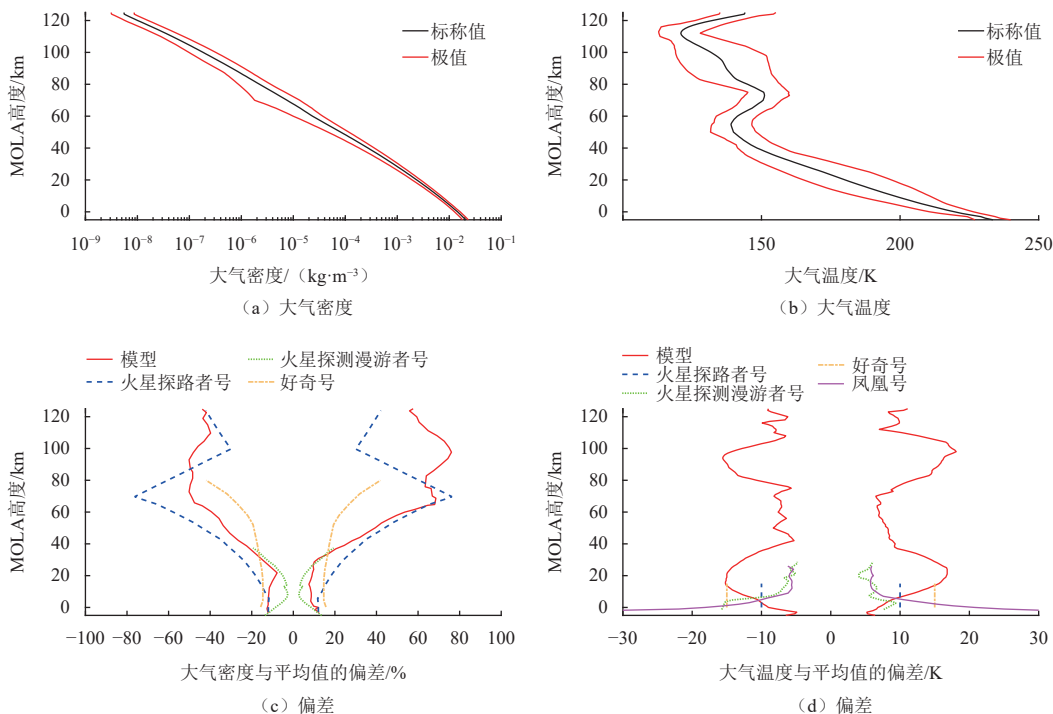 120
100
80
60
40
20
0
MOLA高度/km
标称值
极值
10⁻⁹ 10⁻⁸ 10⁻⁷ 10⁻⁶ 10⁻⁵ 10⁻⁴ 10⁻³ 10⁻² 10⁻¹
大气密度/（kg·m⁻³）
（a）大气密度
120
100
80
60
40
20
0
MOLA高度/km
标称值
极值
150 200 250
大气温度/K
（b）大气温度
模型 火星探测漫游者号
火星探路者号 好奇号
120
100
80
60
40
20
0
MOLA高度/km
−100 −80 −60 −40 −20 0 20 40 60 80 100
大气密度与平均值的偏差/%
（c）偏差
模型 好奇号
火星探路者号 凤凰号
火星探测漫游者号
120
100
80
60
40
20
0
MOLA高度/km
−30 −20 −10 0 10 20 30
大气温度与平均值的偏差/K
（d）偏差